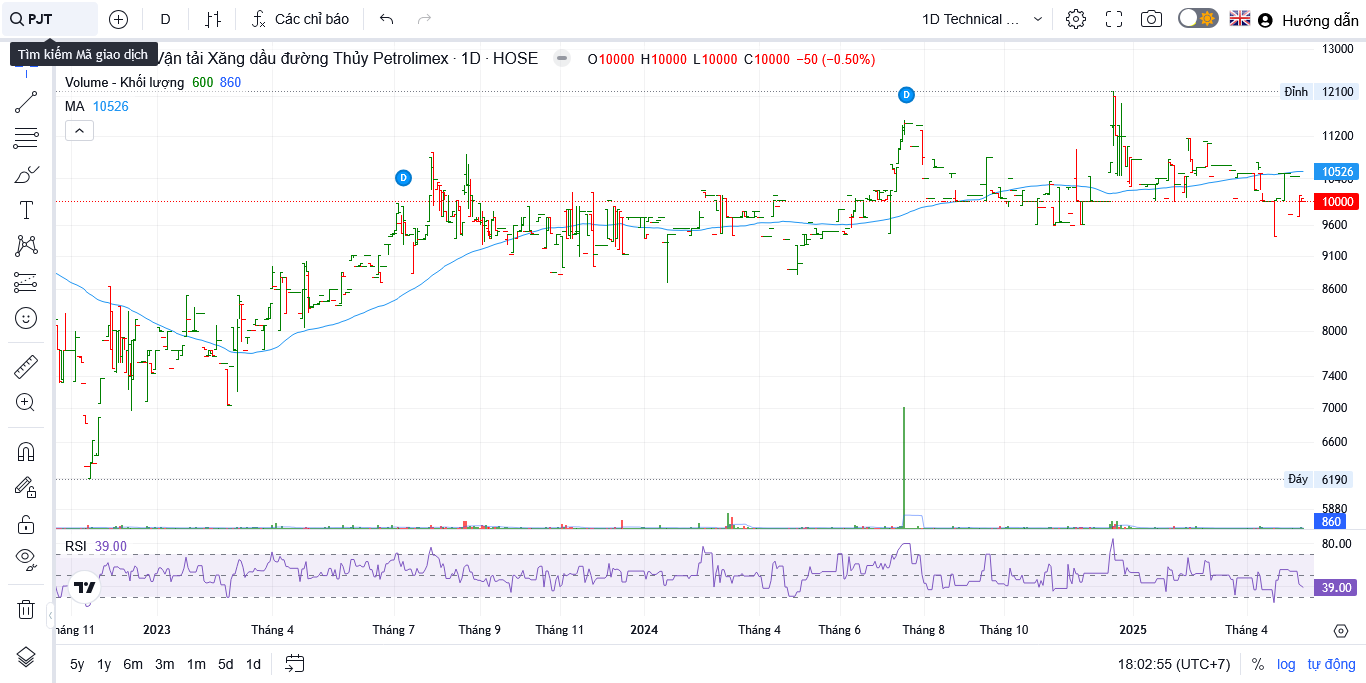 PJT
D
Các chỉ báo
1D Technical ...
Hướng dẫn
Tìm kiếm Mã giao dịch
Vận tải Xăng dầu đường Thủy Petrolimex · 1D · HOSE
O10000 H10000 L10000 C10000 −50 (−0.50%)
Volume - Khối lượng 600 860
MA 10526
D
D
13000
Đỉnh 12100
11200
10526
10400
10000
9600
9100
8600
8000
7400
7000
6600
Đáy 6190
5880
860
RSI 39.00
80.00
39.00
háng 11 2023 Tháng 4 Tháng 7 Tháng 9 Tháng 11 2024 Tháng 4 Tháng 6 Tháng 8 Tháng 10 2025 Tháng 4
5y 1y 6m 3m 1m 5d 1d
18:02:55 (UTC+7) % log tự động